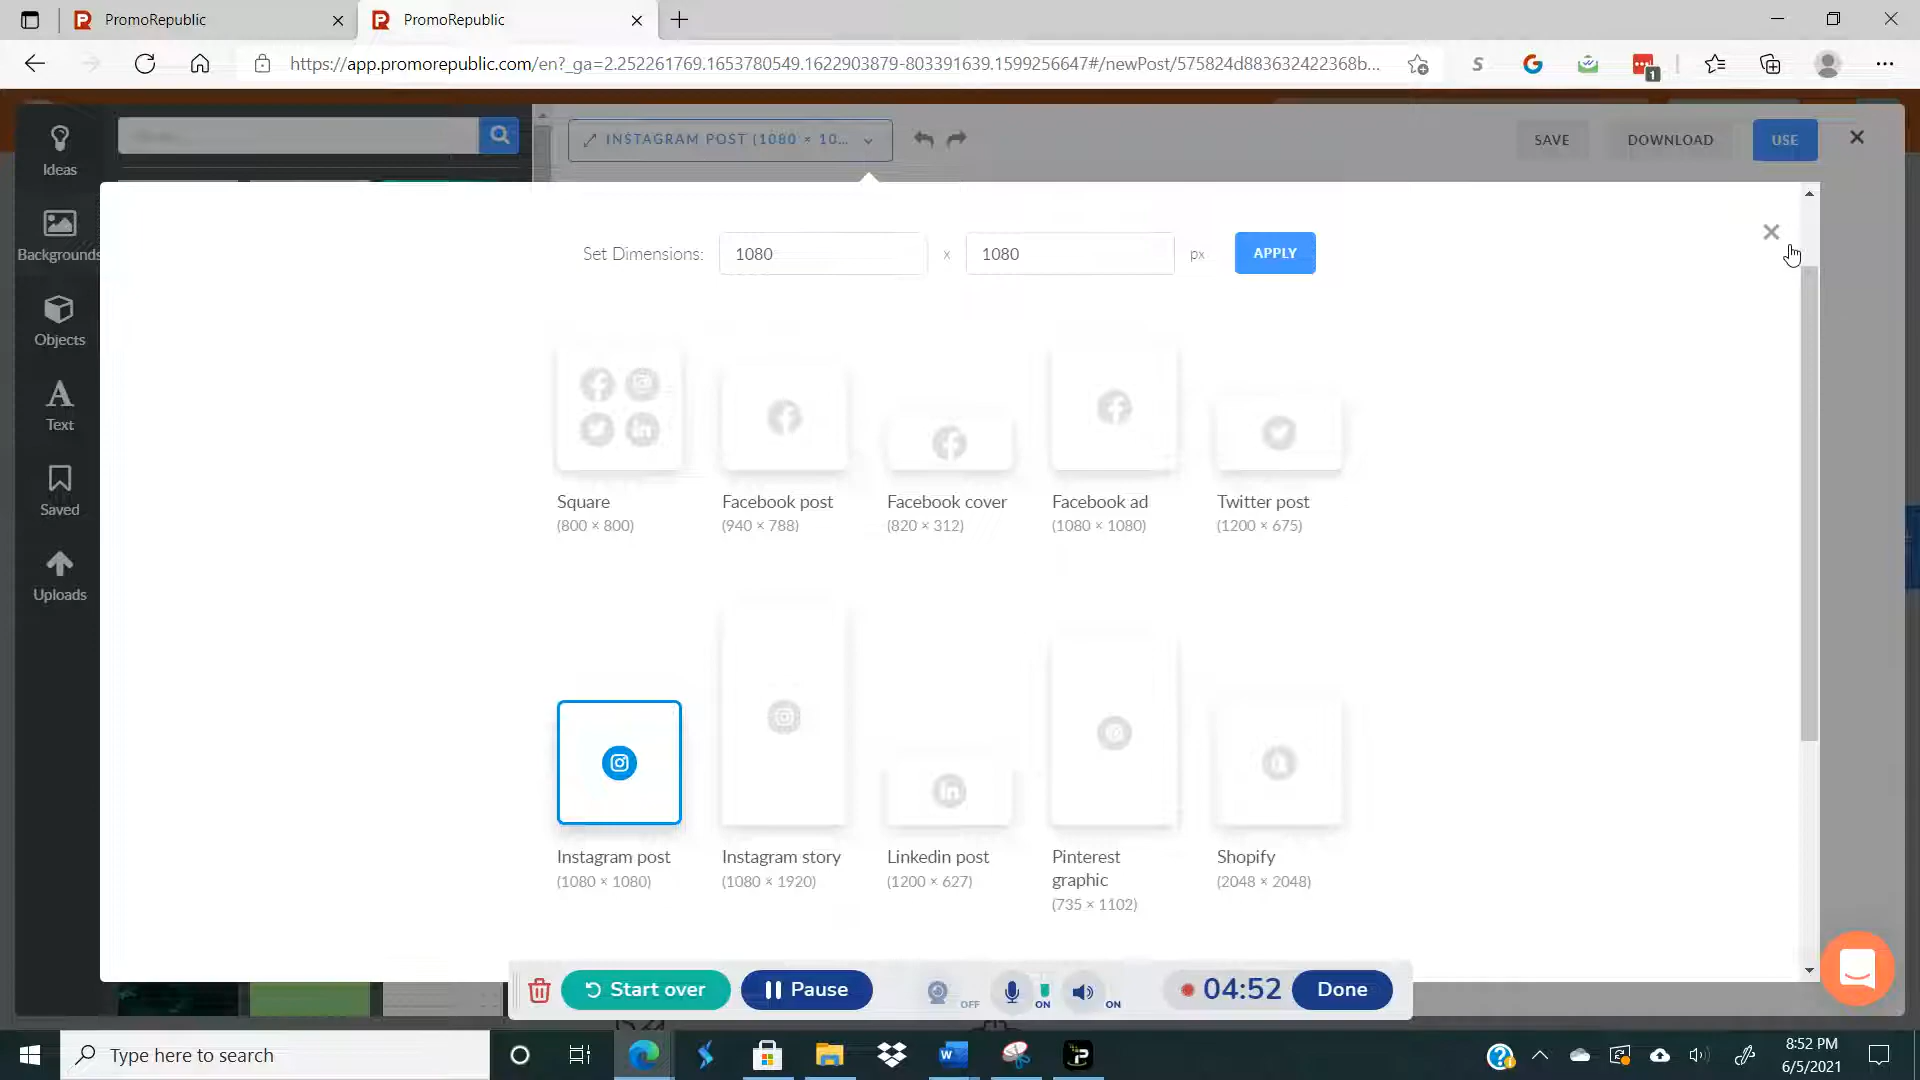 PromoRepublic
PromoRepublic
https://app.promorepublic.com/en?_ga=2.252261769.1653780549.1622903879-803391639.1599256647#/newPost/575824d883632422368b...
1
Ideas
INSTAGRAM POST (1080 × 10...
SAVE
DOWNLOAD
USE
Backgrounds
Set Dimensions:
1080
x
1080
px
APPLY
Objects
Text
Saved
Uploads
Square
(800 × 800)
Facebook post
(940 × 788)
Facebook cover
(820 × 312)
Facebook ad
(1080 × 1080)
Twitter post
(1200 × 675)
Instagram post
(1080 × 1080)
Instagram story
(1080 × 1920)
Linkedin post
(1200 × 627)
Pinterest
graphic
(735 × 1102)
Shopify
(2048 × 2048)
Start over
Pause
OFF
ON
ON
04:52
Done
Type here to search
8:52 PM
6/5/2021